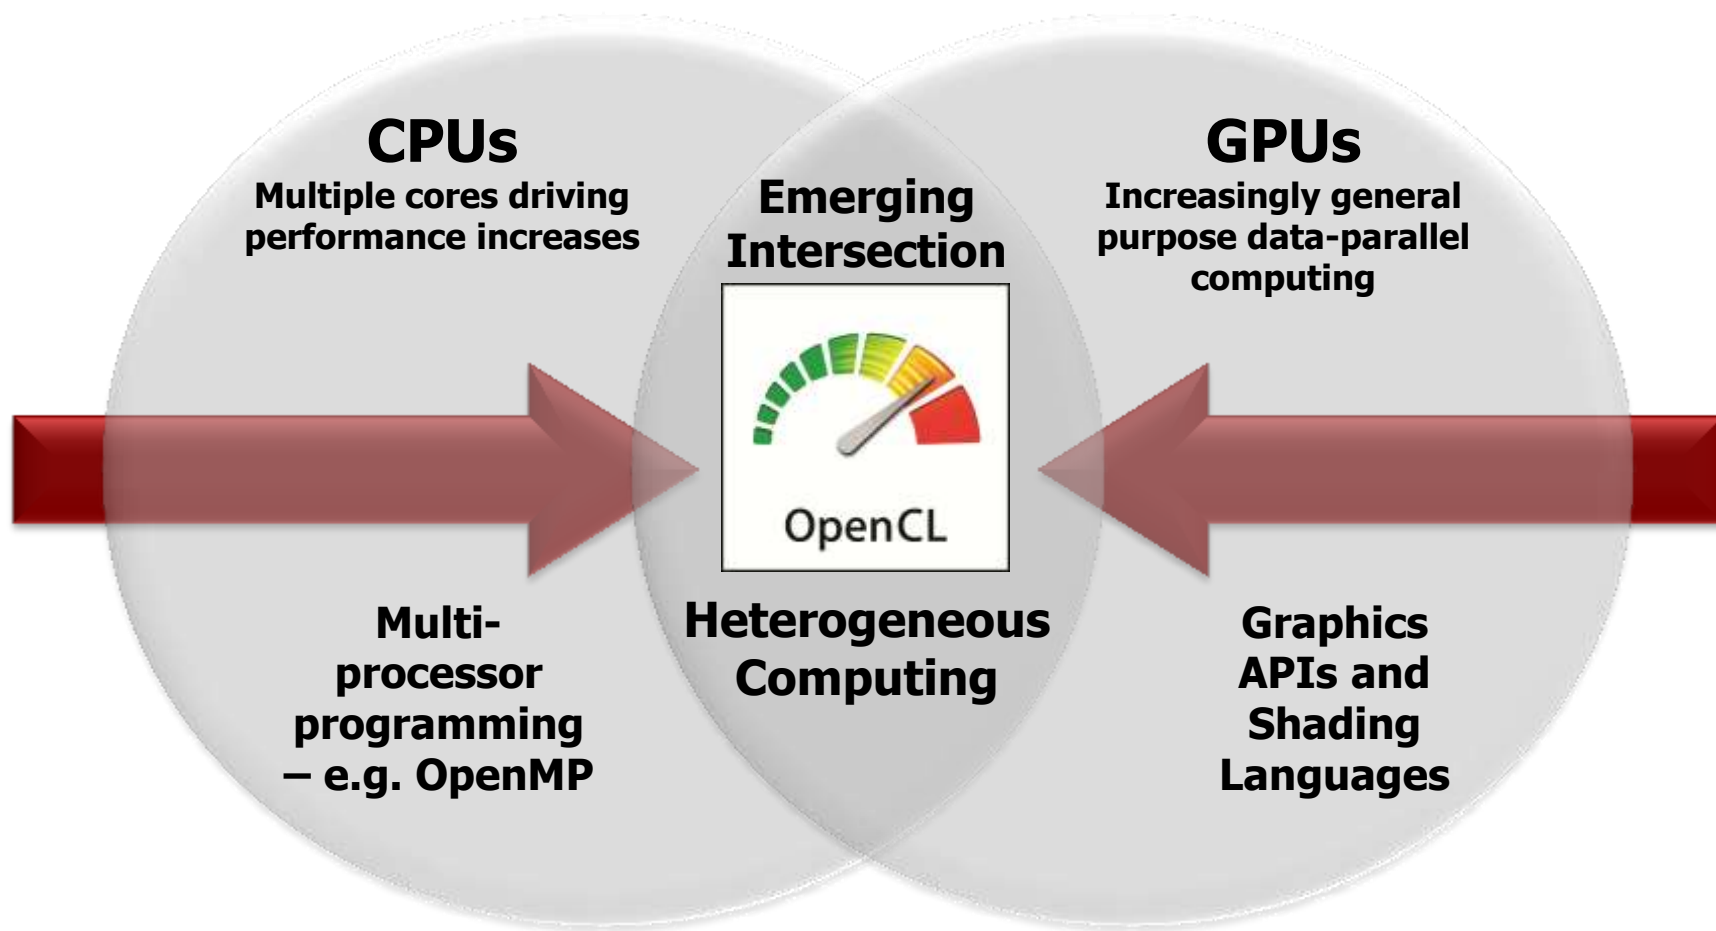 CPUs
Multiple cores driving
performance increases
Emerging
Intersection
GPUs
Increasingly general
purpose data-parallel
computing
OpenCL
Multi-
processor
programming
– e.g. OpenMP
Heterogeneous
Computing
Graphics
APIs and
Shading
Languages